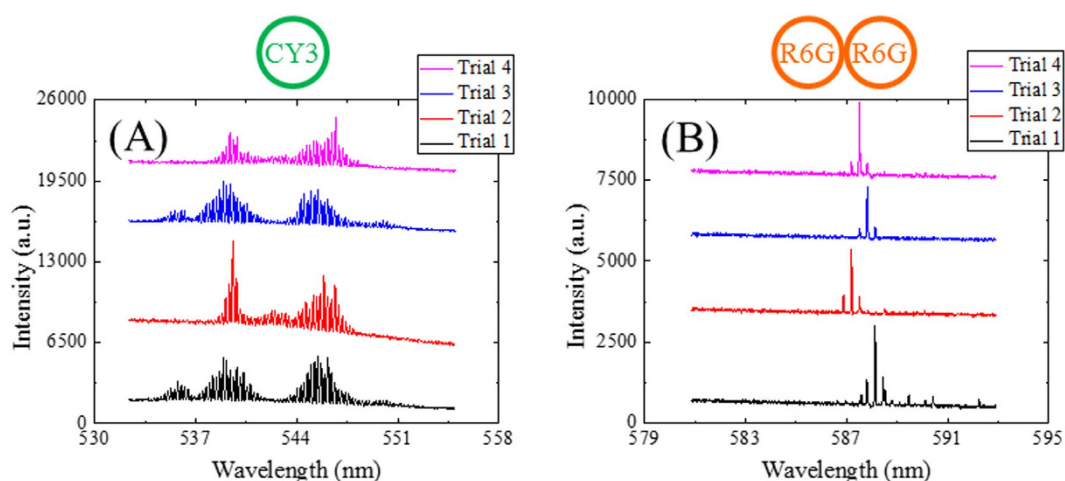 CY3
Trial 4
Trial 3
Trial 2
Trial 1
(A)
26000
19500
13000
6500
0
Intensity (a.u.)
530 537 544 551 558
Wavelength (nm)
R6G R6G
Trial 4
Trial 3
Trial 2
Trial 1
(B)
10000
7500
5000
2500
0
Intensity (a.u.)
579 583 587 591 595
Wavelength (nm)